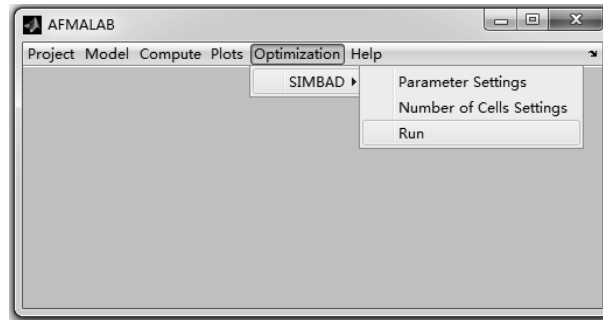 AFMALAB
Project Model Compute Plots Optimization Help
SIMBAD
Parameter Settings
Number of Cells Settings
Run